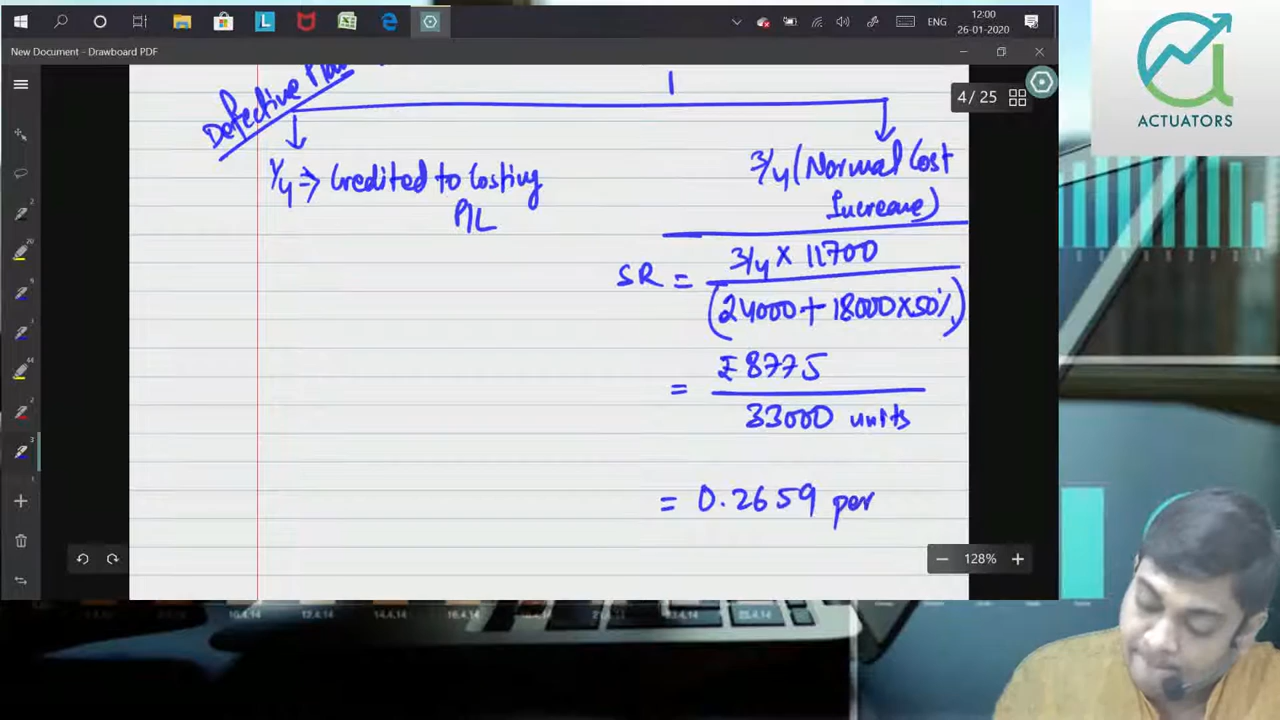 12:00
ENG
26-01-2020
New Document - Drawboard PDF
4 / 25
ACTUATORS
Defective
1/4 => Credited to Costing
P/L
3/4 (Normal Cost
Increase)
SR = 3/4 X 11700
(24000 + 18000 X 50%)
= ₹ 8775
33000 units
= 0.2659 per
128%